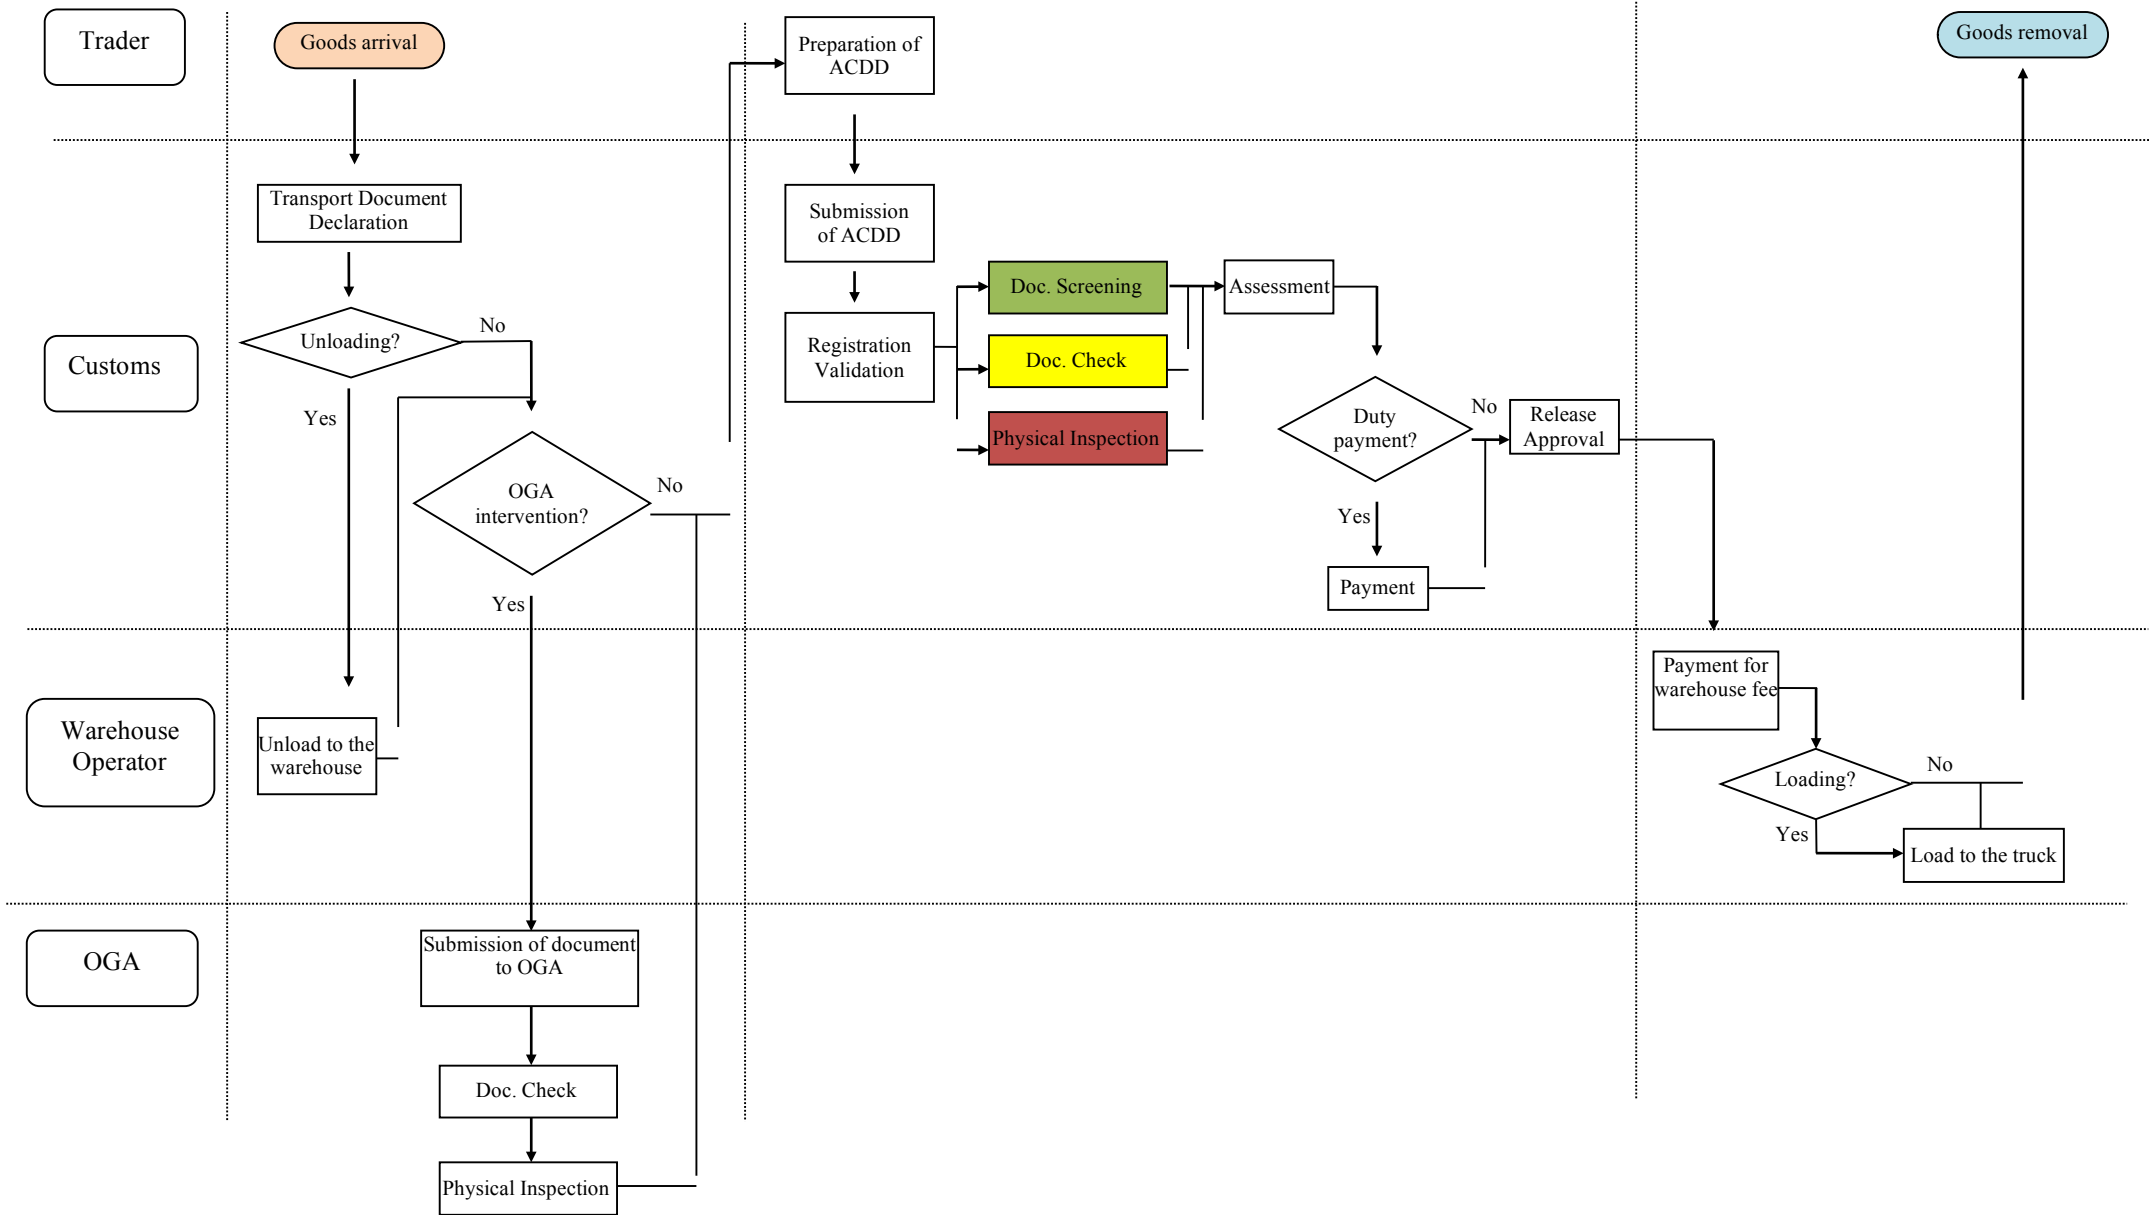 Trader
Goods arrival
Preparation of
ACDD
Goods removal
Transport Document
Declaration
Submission
of ACDD
Doc. Screening
Assessment
Customs
Unloading?
No
Yes
Registration
Validation
Doc. Check
Physical Inspection
Duty
payment?
No
Yes
Release
Approval
Payment
OGA
intervention?
No
Yes
Warehouse
Operator
Unload to the
warehouse
Payment for
warehouse fee
Loading?
No
Yes
Load to the truck
OGA
Submission of document
to OGA
Doc. Check
Physical Inspection